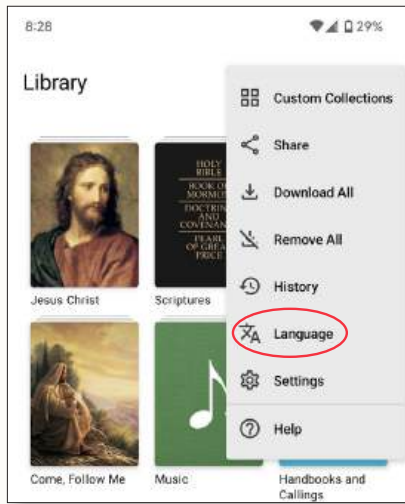 8:28
29%
Library
Custom Collections
Share
Download All
Remove All
History
Language
Settings
Help
HOLY
BIBLE
BOOK OF
MORMON
DOCTRINE
AND
COVENANTS
PEARL
OF GREAT
PRICE
Jesus Christ
Scriptures
Come, Follow Me
Music
Handbooks and
Callings